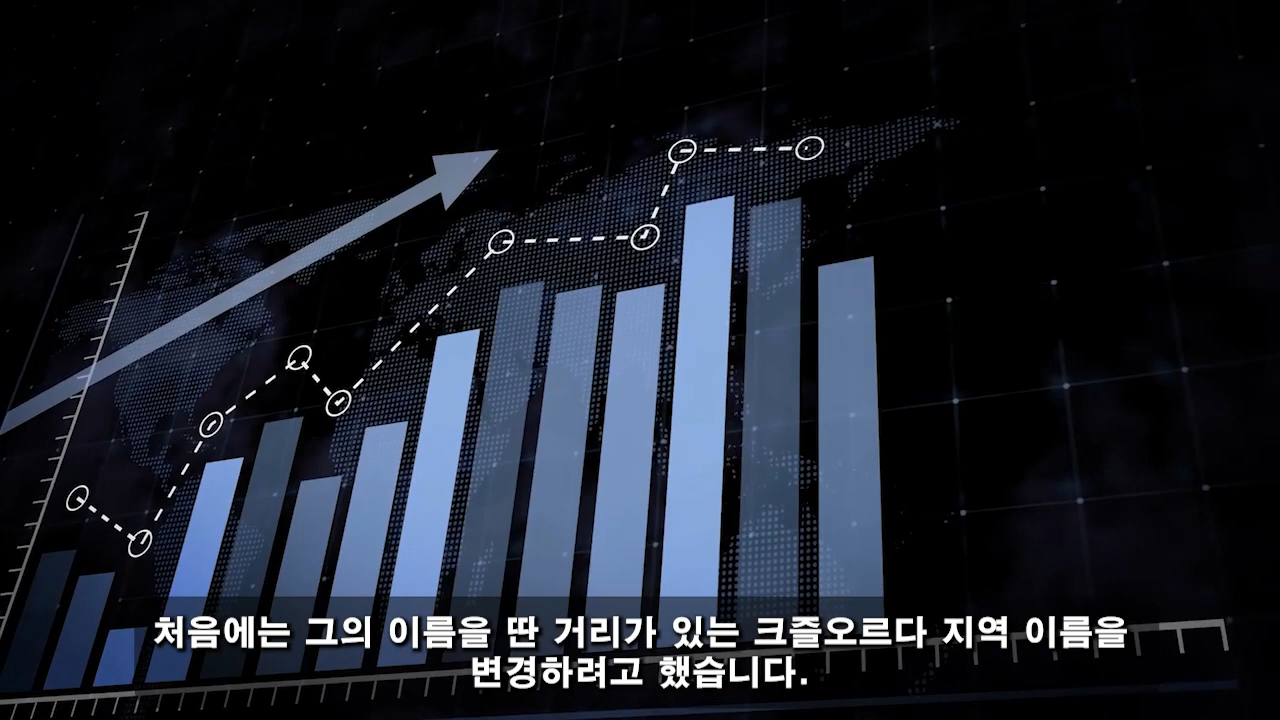 처음에는 그의 이름을 딴 거리가 있는 크즐오르다 지역 이름을
변경하려고 했습니다.